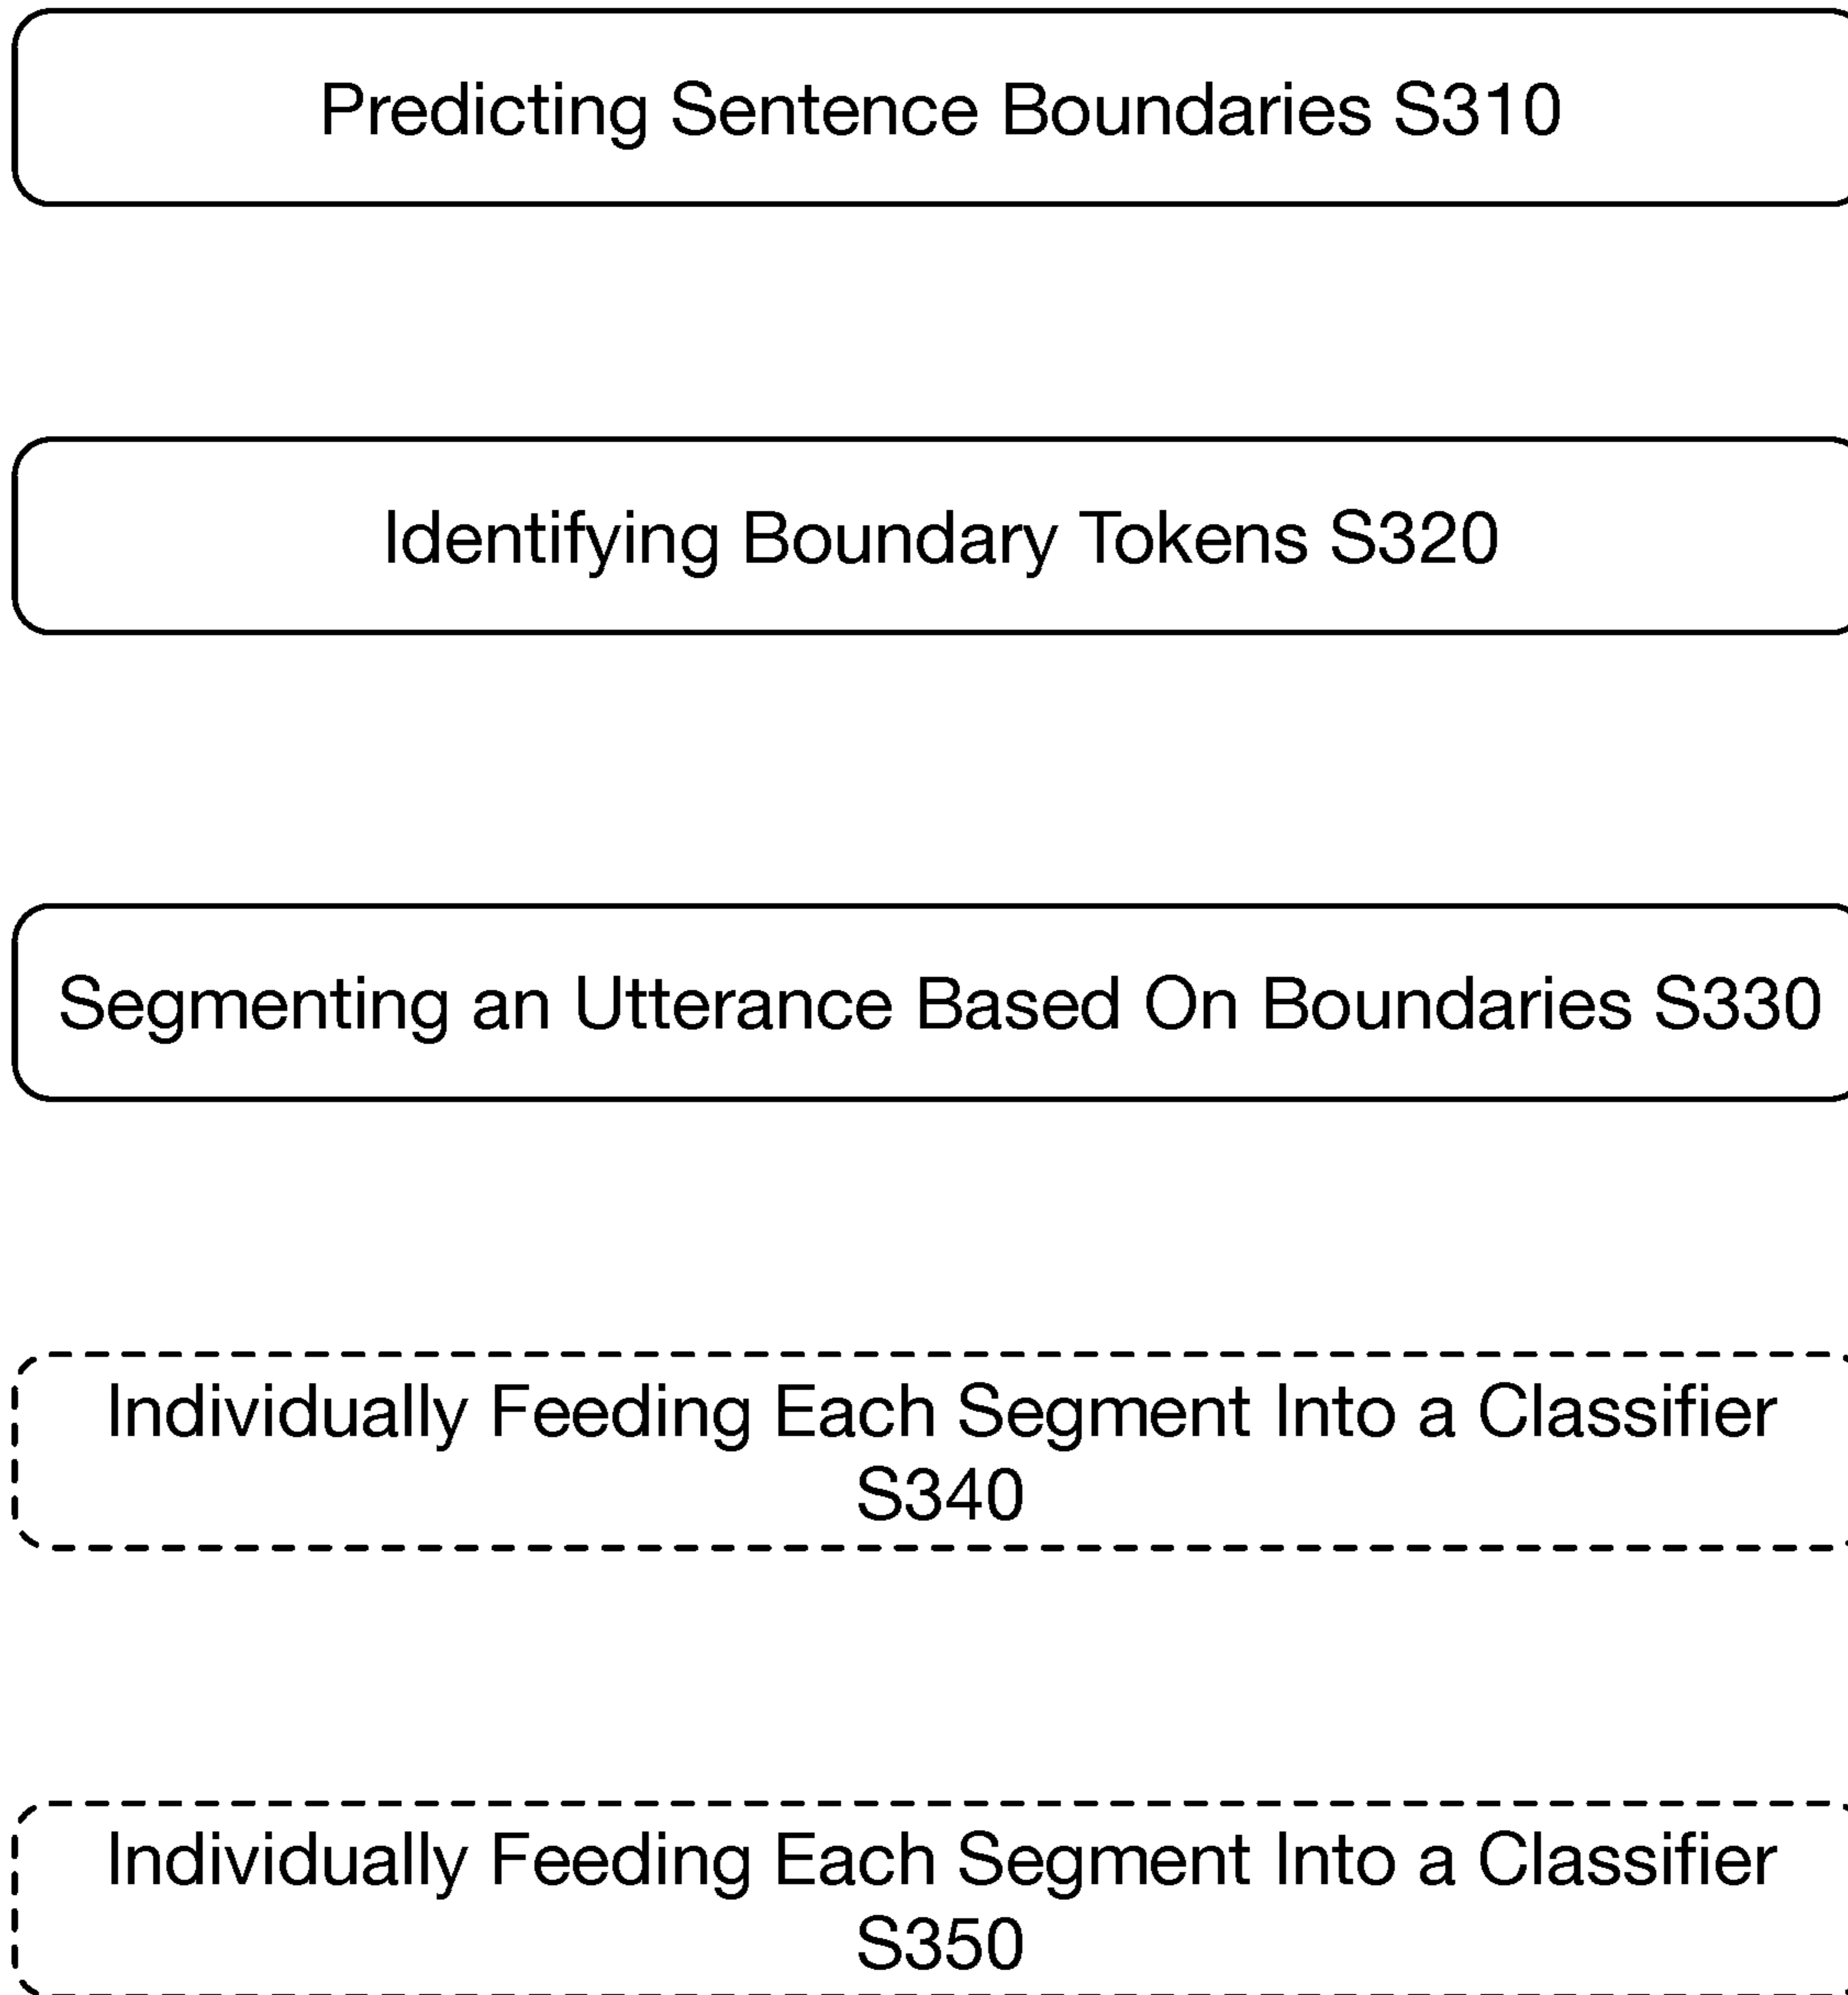 Predicting Sentence Boundaries S310
Identifying Boundary Tokens S320
Segmenting an Utterance Based On Boundaries S330
Individually Feeding Each Segment Into a Classifier
S340
Individually Feeding Each Segment Into a Classifier
S350